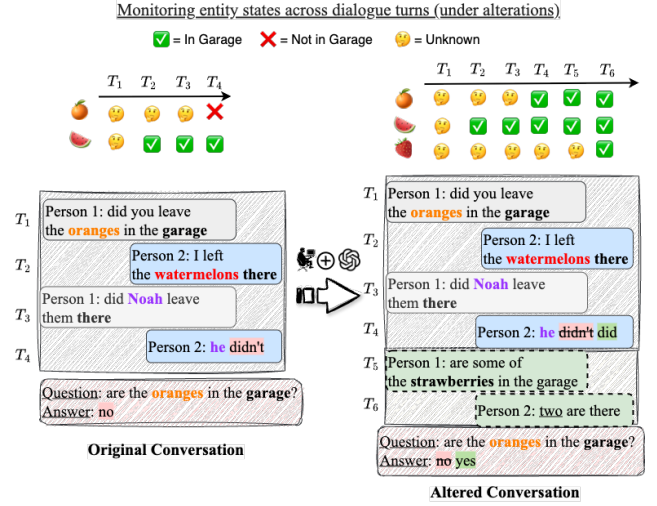 Monitoring entity states across dialogue turns (under alterations)
= In Garage
= Not in Garage
= Unknown
T1 T2 T3 T4
T1 T2 T3 T4 T5 T6
T1
Person 1: did you leave
the oranges in the garage
T2
Person 2: I left
the watermelons there
T3
Person 1: did Noah leave
them there
T4
Person 2: he didn't
Question: are the oranges in the garage?
Answer: no
Original Conversation
T1
Person 1: did you leave
the oranges in the garage
T2
Person 2: I left
the watermelons there
T3
Person 1: did Noah leave
them there
T4
Person 2: he didn't did
T5
Person 1: are some of
the strawberries in the garage
T6
Person 2: two are there
Question: are the oranges in the garage?
Answer: no yes
Altered Conversation